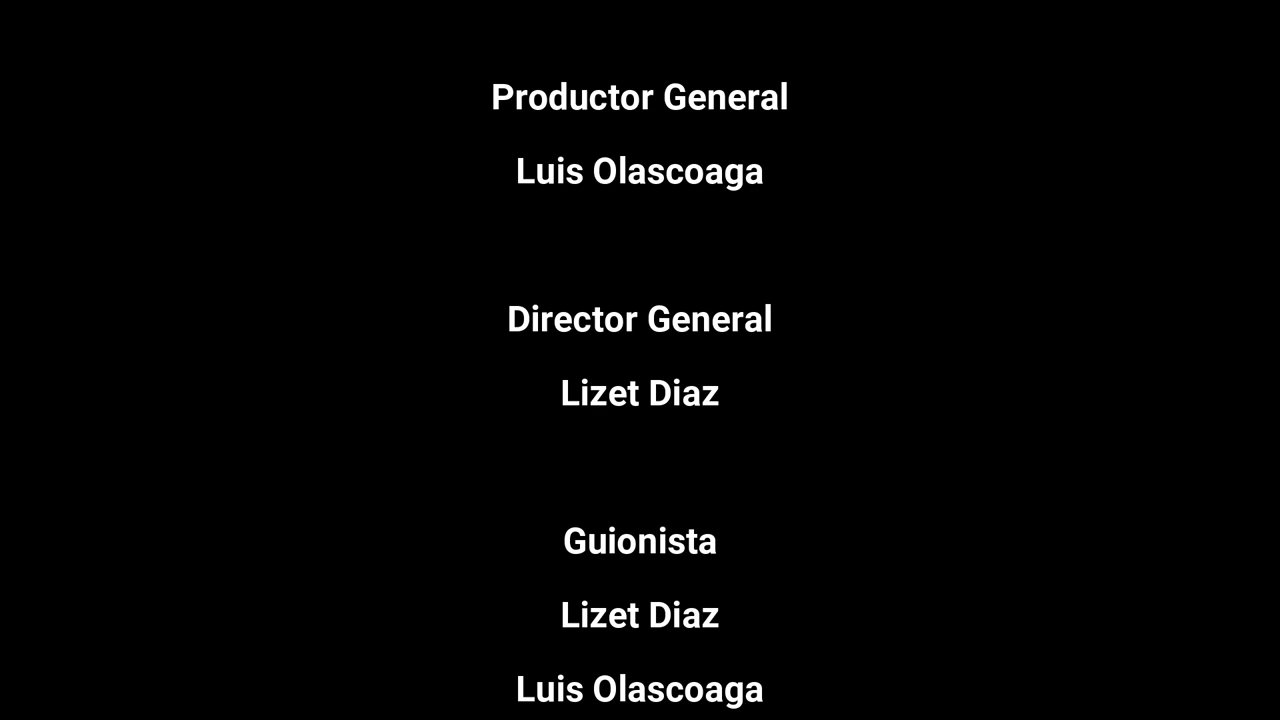 Productor General
Luis Olascoaga
Director General
Lizet Diaz
Guionista
Lizet Diaz
Luis Olascoaga